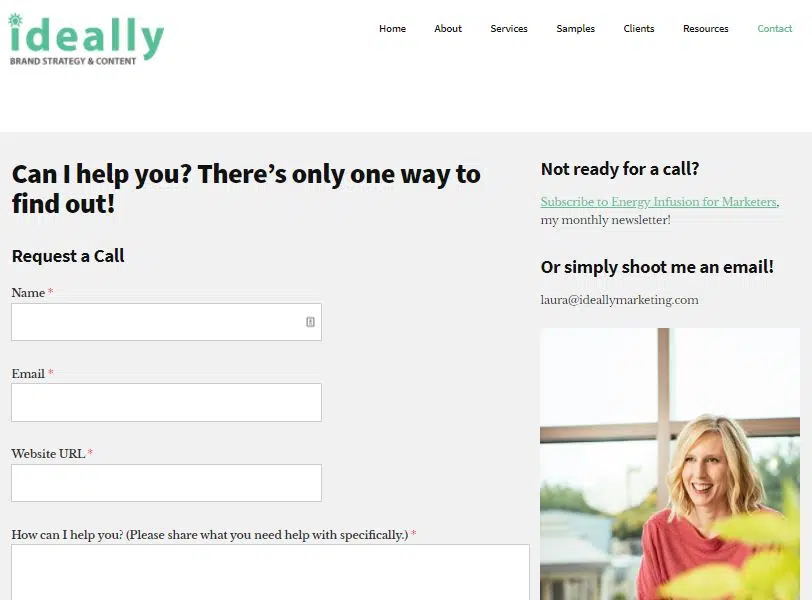 ideally
BRAND STRATEGY & CONTENT
Home
About
Services
Samples
Clients
Resources
Contact
Can I help you? There’s only one way to
find out!
Request a Call
Name *
Email *
Website URL *
How can I help you? (Please share what you need help with specifically.) *
Not ready for a call?
Subscribe to Energy Infusion for Marketers,
my monthly newsletter!
Or simply shoot me an email!
laura@ideallymarketing.com